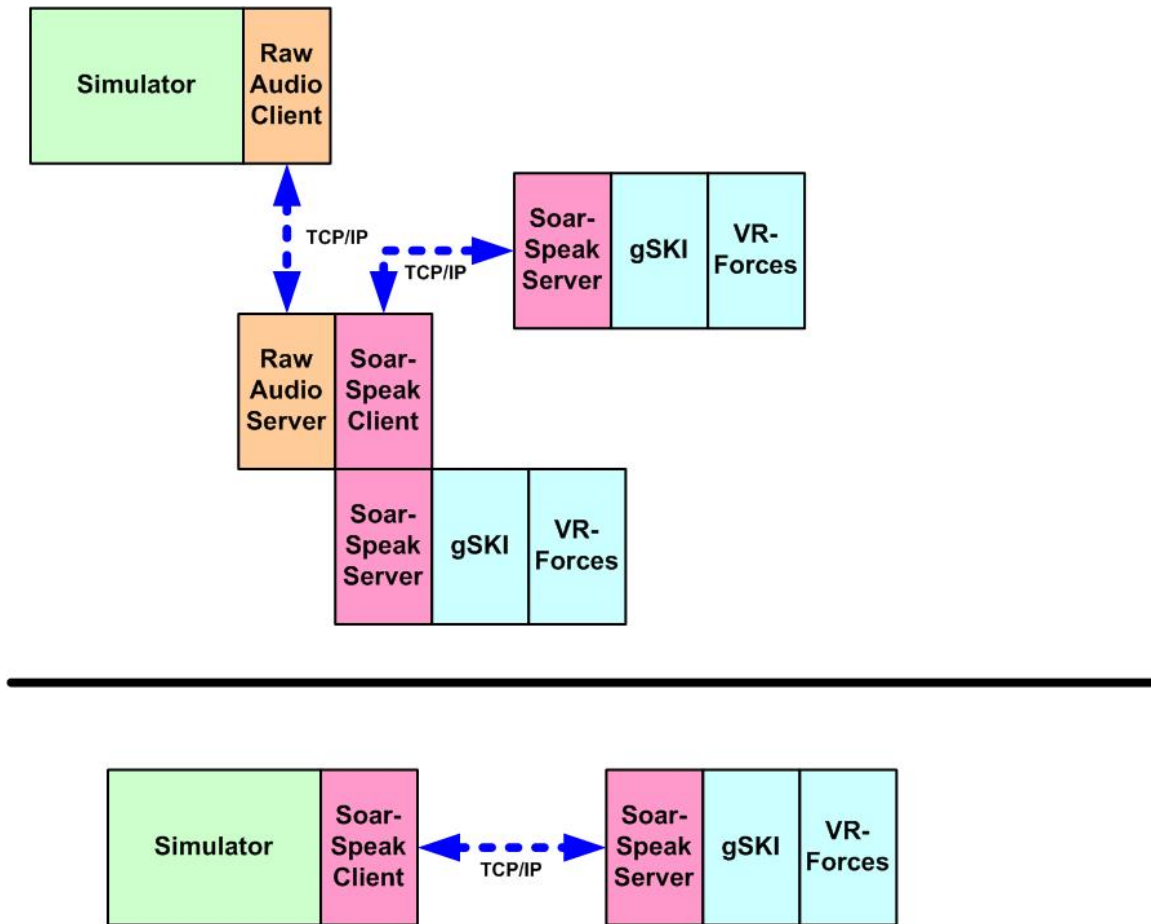 Simulator
Raw
Audio
Client
TCP/IP
TCP/IP
Soar-
Speak
Server
gSKI
VR-
Forces
Raw
Audio
Server
Soar-
Speak
Client
Soar-
Speak
Server
gSKI
VR-
Forces
Simulator
Soar-
Speak
Client
TCP/IP
Soar-
Speak
Server
gSKI
VR-
Forces